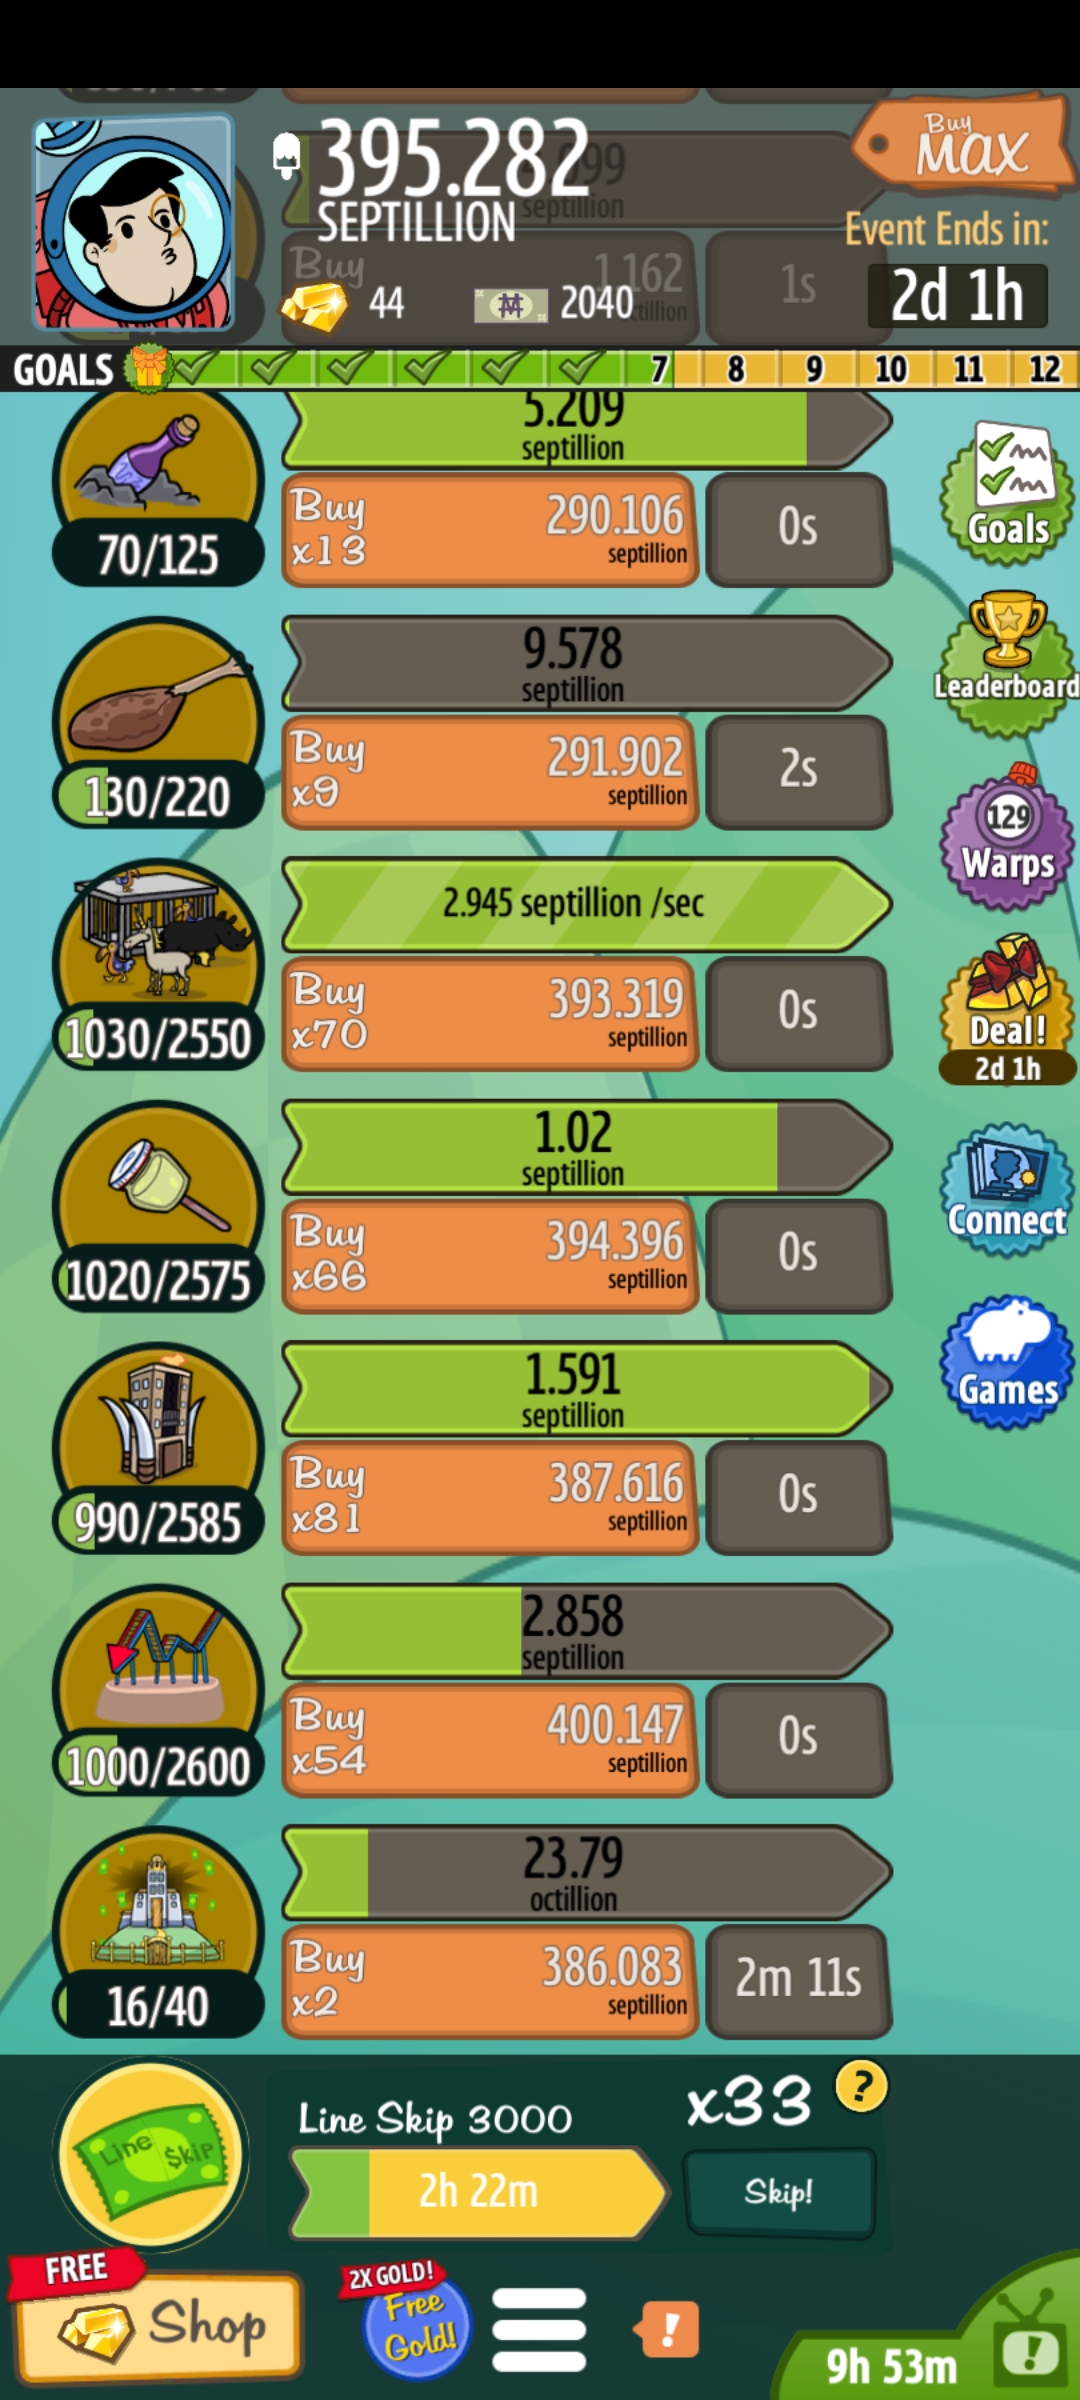 395.282
SEPTILLION
Buy
MAX
Event Ends in:
2d 1h
septillion
Buy
1.162
1s
44
2040
GOALS
7
8
9
10
11
12
5.209
septillion
Buy
x13
290.106
septillion
0s
70/125
Goals
9.578
septillion
Buy
x9
291.902
septillion
2s
130/220
Leaderboard
129
Warps
2.945 septillion /sec
Buy
x70
393.319
septillion
0s
1030/2550
Deal!
2d 1h
1.02
septillion
Buy
x66
394.396
septillion
0s
1020/2575
Connect
1.591
septillion
Buy
x81
387.616
septillion
0s
990/2585
Games
2.858
septillion
Buy
x54
400.147
septillion
0s
1000/2600
23.79
octillion
Buy
x2
386.083
septillion
2m 11s
16/40
Line $kip
Line Skip 3000
2h 22m
x33
?
Skip!
FREE
Shop
2X GOLD!
Free
Gold!
!
9h 53m
!